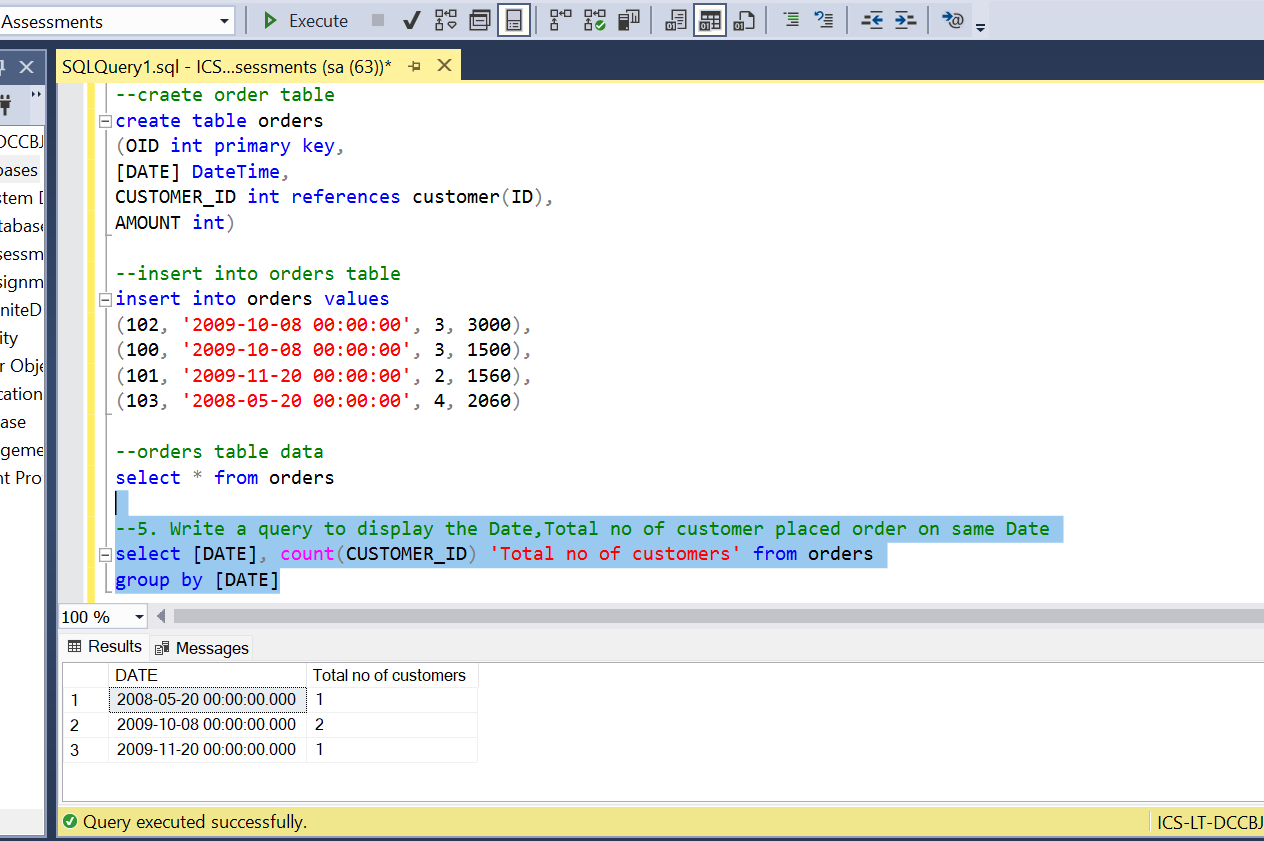 Assessments
Execute
SQLQuery1.sql - ICS...sessments (sa (63))*
DCCBJ
bases
stem D
tabase
sessm
signm
niteD
ity
r Obje
cation
ase
geme
nt Pro
--craete order table
create table orders
(OID int primary key,
[DATE] DateTime,
CUSTOMER_ID int references customer(ID),
AMOUNT int)
--insert into orders table
insert into orders values
(102, '2009-10-08 00:00:00', 3, 3000),
(100, '2009-10-08 00:00:00', 3, 1500),
(101, '2009-11-20 00:00:00', 2, 1560),
(103, '2008-05-20 00:00:00', 4, 2060)
--orders table data
select * from orders
--5. Write a query to display the Date,Total no of customer placed order on same Date
select [DATE], count(CUSTOMER_ID) 'Total no of customers' from orders
group by [DATE]
100 %
Results Messages
DATE Total no of customers
1 2008-05-20 00:00:00.000 1
2 2009-10-08 00:00:00.000 2
3 2009-11-20 00:00:00.000 1
Query executed successfully.
ICS-LT-DCCBJ